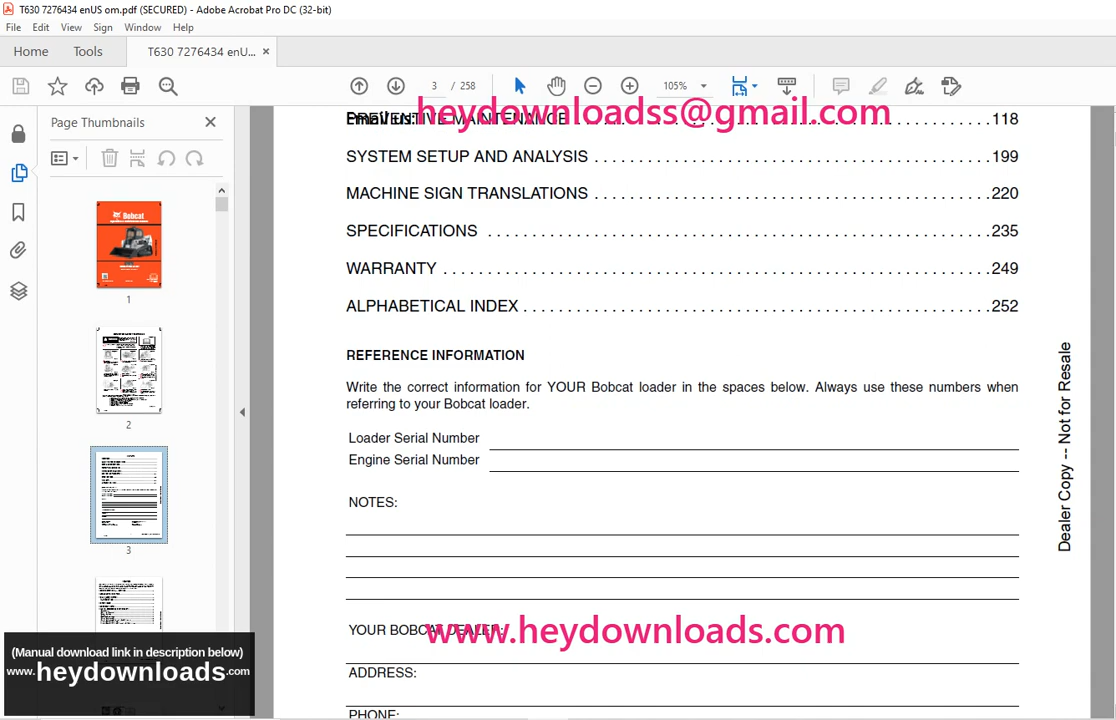 T630 7276434 enUS om.pdf (SECURED) - Adobe Acrobat Pro DC (32-bit)
File Edit View Sign Window Help
Home Tools T630 7276434 enU... ×
3 / 258 105%
Page Thumbnails
Bobcat
1
2
3
Email us: heydownloadss@gmail.com
PREVENTIVE MAINTENANCE . . . . . . . . . . . . . . . . . . . . 118
SYSTEM SETUP AND ANALYSIS . . . . . . . . . . . . . . . . . . . . 199
MACHINE SIGN TRANSLATIONS . . . . . . . . . . . . . . . . . . . . 220
SPECIFICATIONS . . . . . . . . . . . . . . . . . . . . 235
WARRANTY . . . . . . . . . . . . . . . . . . . . 249
ALPHABETICAL INDEX . . . . . . . . . . . . . . . . . . . . 252
REFERENCE INFORMATION
Write the correct information for YOUR Bobcat loader in the spaces below. Always use these numbers when
referring to your Bobcat loader.
Loader Serial Number
Engine Serial Number
NOTES:
YOUR BOBCAT DEALER:
www.heydownloads.com
ADDRESS:
PHONE:
Dealer Copy -- Not for Resale
(Manual download link in description below)
www.heydownloads.com